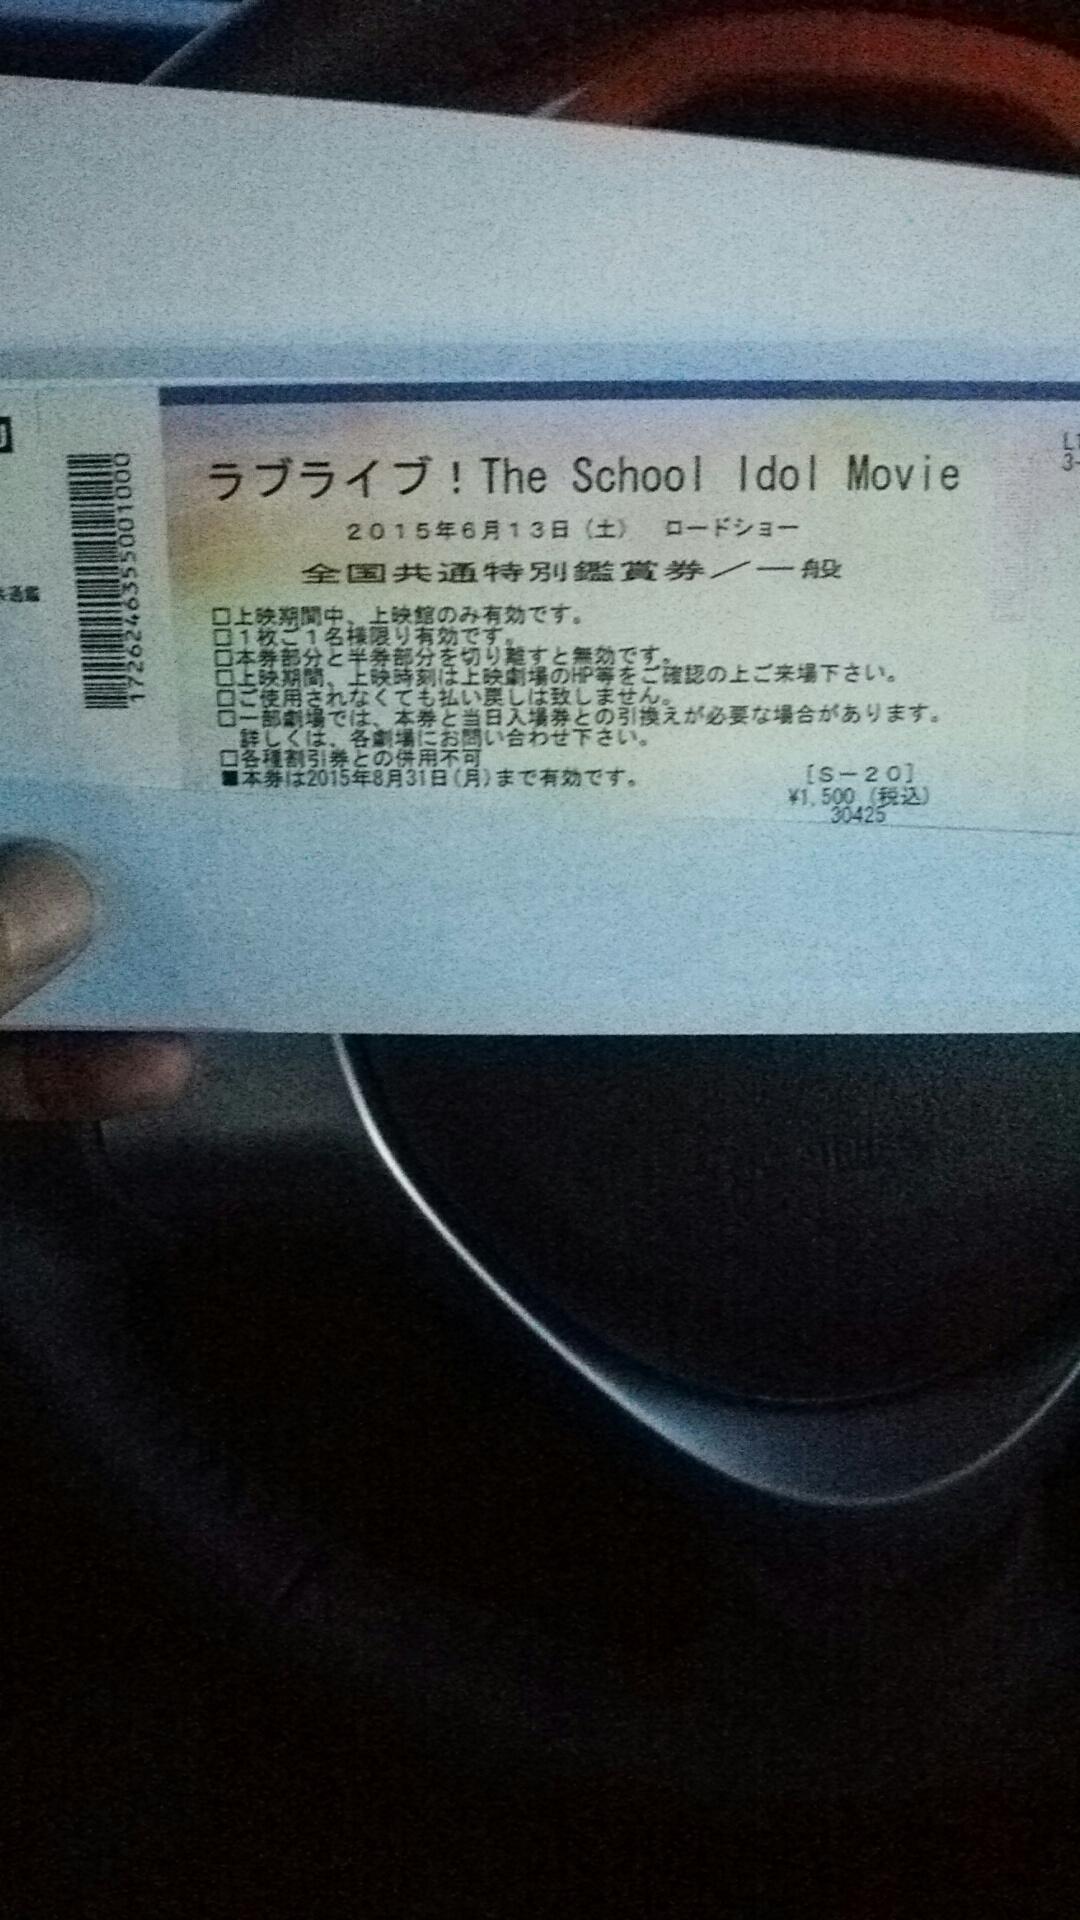 ラブライブ！The School Idol Movie
2015年6月13日（土）　ロードショー
全国共通特別鑑賞券／一般
□上映期間中、上映館のみ有効です。
□1枚ご1名様限り有効です。
□本券部分と半券部分を切り離すと無効です。
□上映期間、上映時刻は上映劇場のHP等をご確認の上ご来場下さい。
□ご使用されなくても払い戻しは致しません。
□一部劇場では、本券と当日入場券との引換えが必要な場合があります。
詳しくは、各劇場にお問い合わせ下さい。
□各種割引券との併用不可
■本券は2015年8月31日(月)まで有効です。
[S－20]
¥1,500 (税込)
30425
1726246355001000
共通鑑